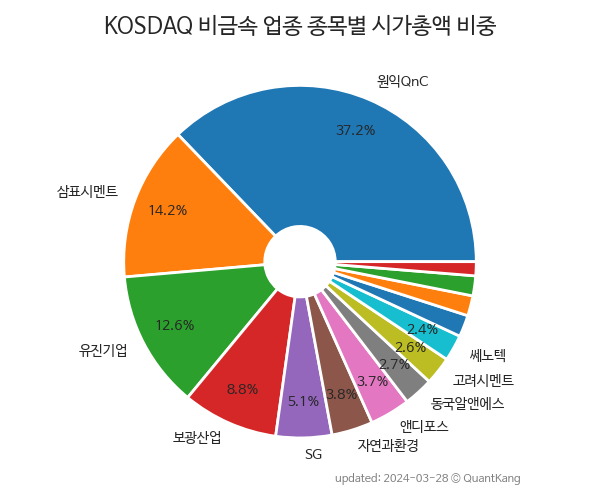 KOSDAQ 비금속 업종 종목별 시가총액 비중
원익QnC
37.2%
삼표시멘트
14.2%
유진기업
12.6%
보광산업
8.8%
SG
5.1%
자연과환경
3.8%
앤디포스
3.7%
동국알앤에스
2.7%
고려시멘트
2.6%
쎄노텍
2.4%
updated: 2024-03-28 © QuantKang